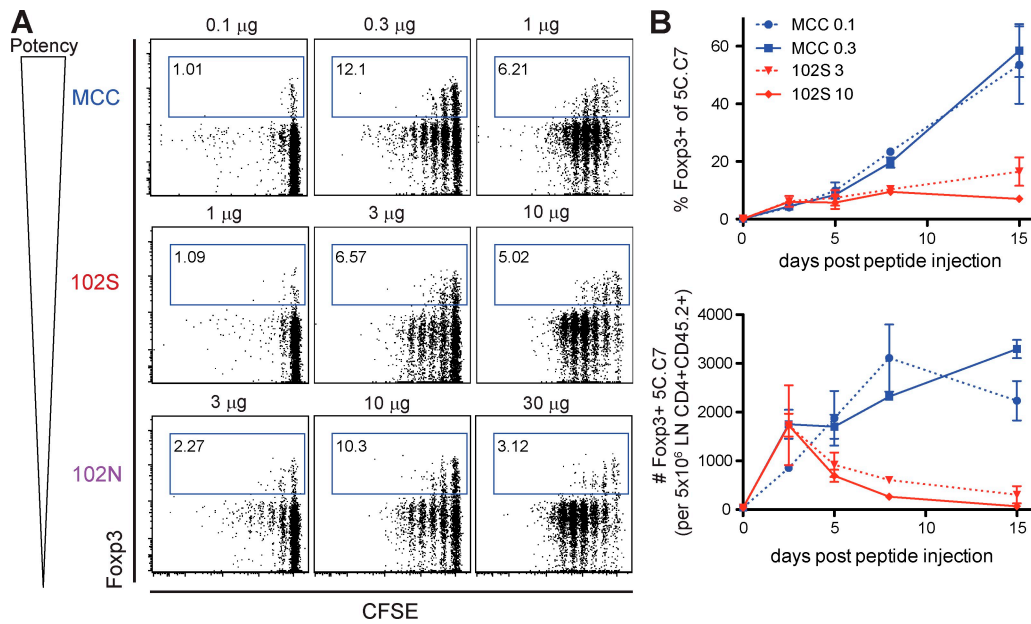 A
Potency
0.1 µg
0.3 µg
1 µg
MCC
1.01
12.1
6.21
1 µg
3 µg
10 µg
102S
1.09
6.57
5.02
3 µg
10 µg
30 µg
102N
2.27
10.3
3.12
Foxp3
CFSE
B
MCC 0.1
MCC 0.3
102S 3
102S 10
% Foxp3+ of 5C.C7
60
40
20
0
0
5
10
15
days post peptide injection
# Foxp3+ 5C.C7
(per 5x10⁶ LN CD4+CD45.2+)
4000
3000
2000
1000
0
0
5
10
15
days post peptide injection